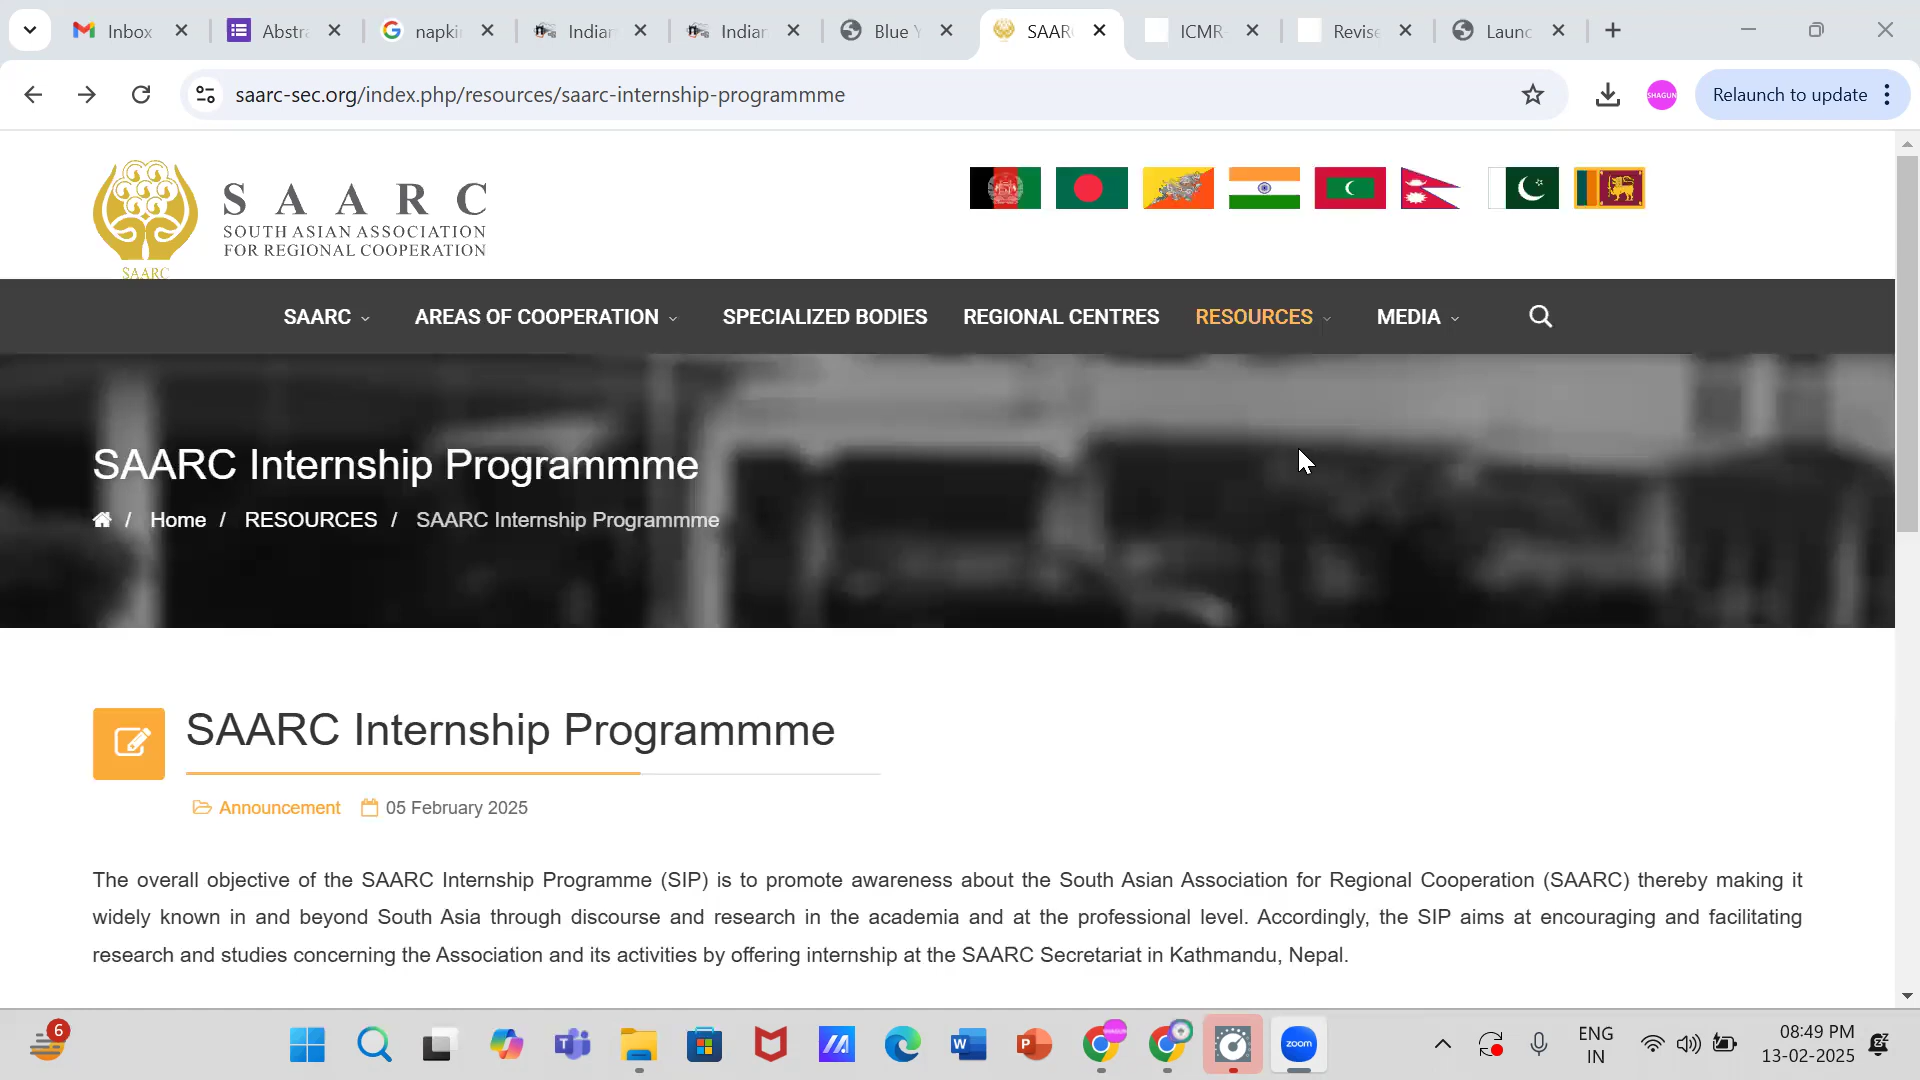 Inbox
Abstr
napki
Indian
Indian
Blue Y
SAAR
ICMR-
Revise
Launc
saarc-sec.org/index.php/resources/saarc-internship-programmme
SHAGUN
Relaunch to update
SAARC
SOUTH ASIAN ASSOCIATION
FOR REGIONAL COOPERATION
SAARC
SAARC
AREAS OF COOPERATION
SPECIALIZED BODIES
REGIONAL CENTRES
RESOURCES
MEDIA
SAARC Internship Programmme
/ Home / RESOURCES / SAARC Internship Programmme
SAARC Internship Programmme
Announcement 05 February 2025
The overall objective of the SAARC Internship Programme (SIP) is to promote awareness about the South Asian Association for Regional Cooperation (SAARC) thereby making it
widely known in and beyond South Asia through discourse and research in the academia and at the professional level. Accordingly, the SIP aims at encouraging and facilitating
research and studies concerning the Association and its activities by offering internship at the SAARC Secretariat in Kathmandu, Nepal.
6
zoom
ENG
IN
08:49 PM
13-02-2025